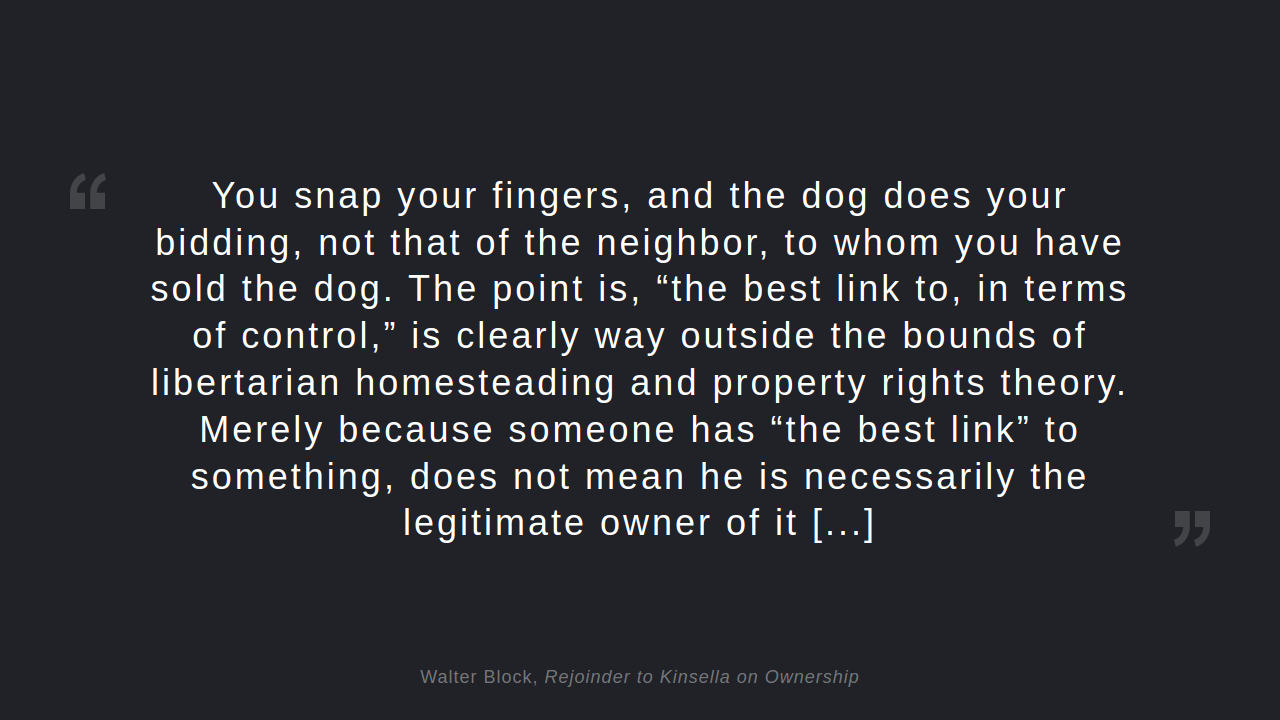 “
You snap your fingers, and the dog does your
bidding, not that of the neighbor, to whom you have
sold the dog. The point is, “the best link to, in terms
of control,” is clearly way outside the bounds of
libertarian homesteading and property rights theory.
Merely because someone has “the best link” to
something, does not mean he is necessarily the
legitimate owner of it [...]
”
Walter Block, Rejoinder to Kinsella on Ownership